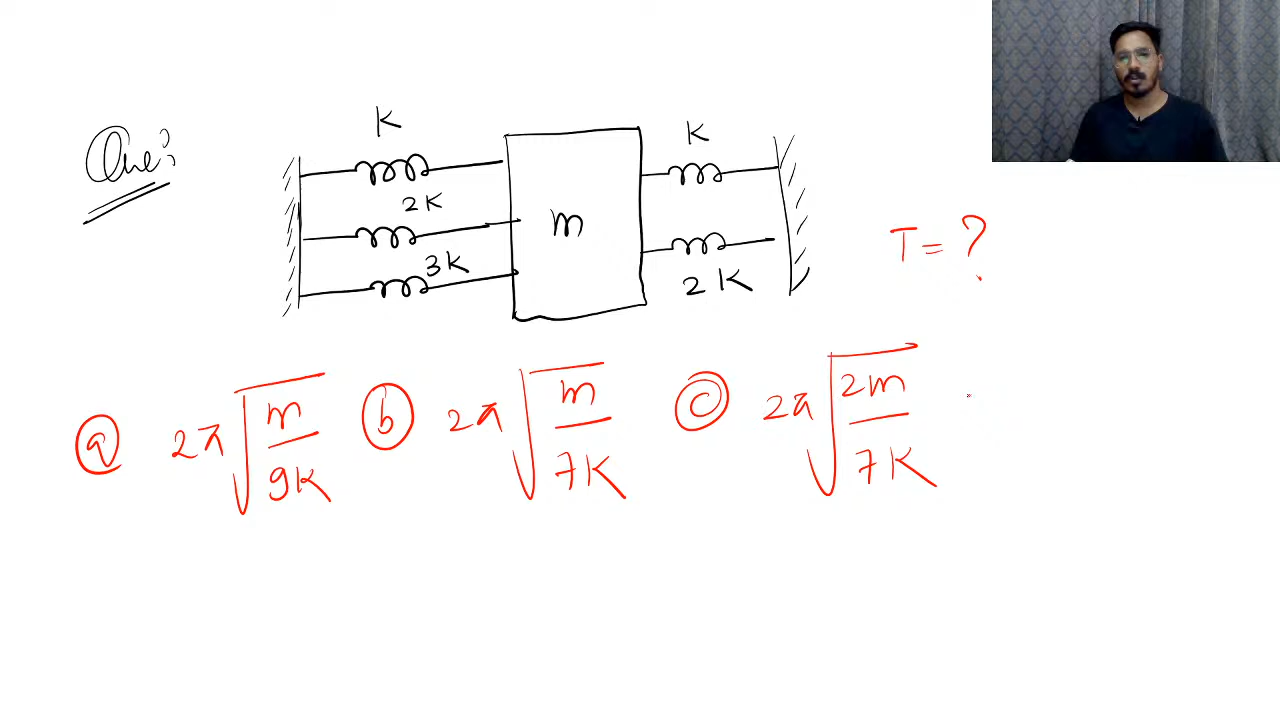 Que:
K
2K
3K
m
K
2K
T = ?
(a) 2π√(m/9K)
(b) 2π√(m/7K)
(c) 2π√(2m/7K)